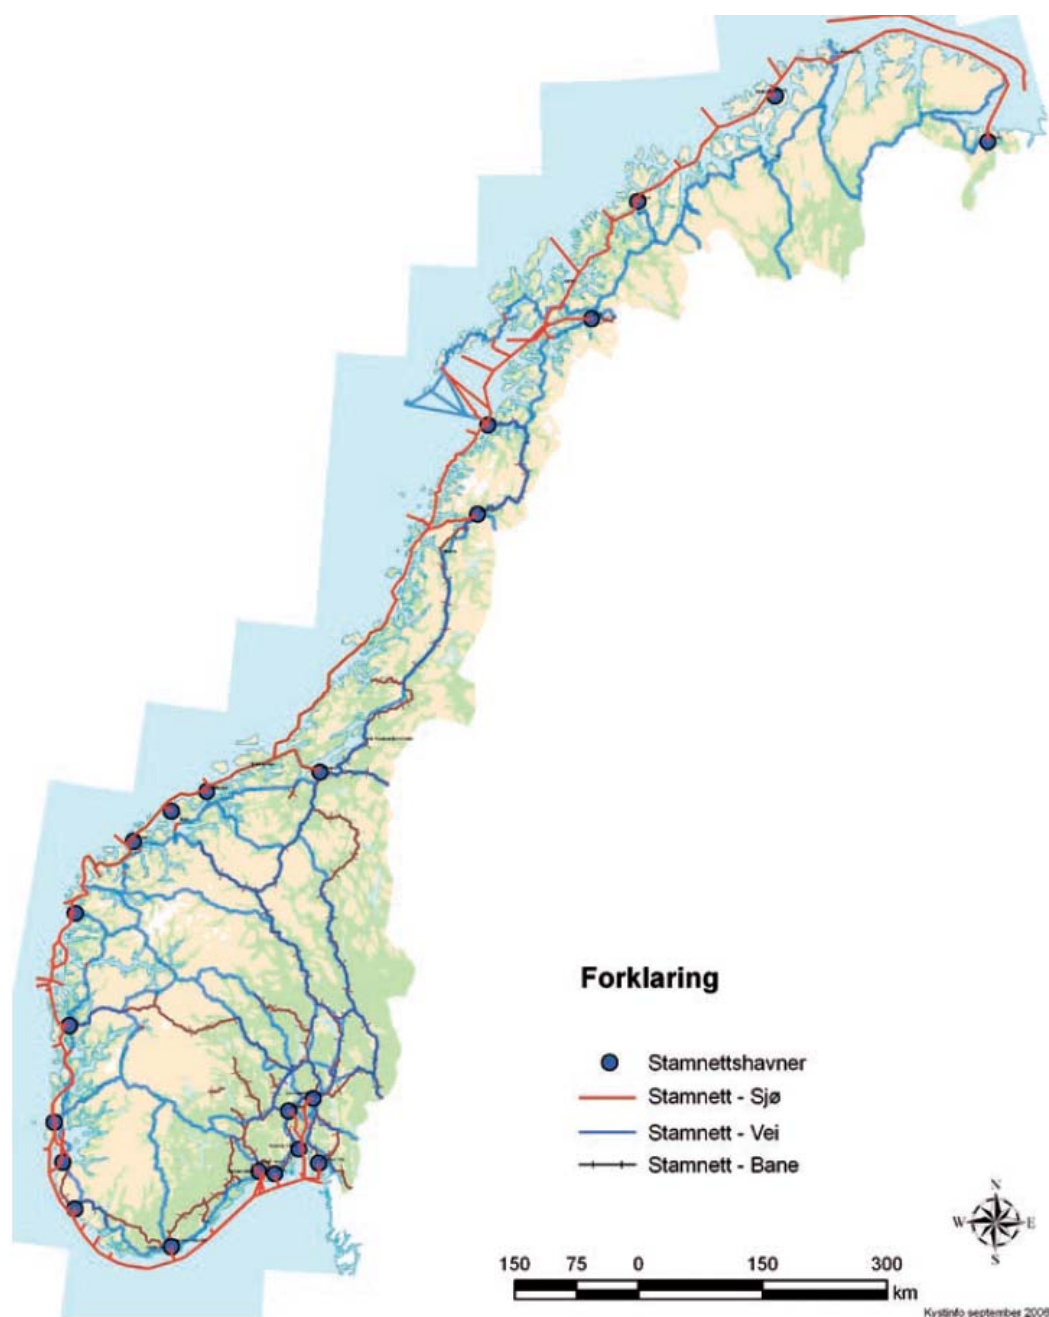 Forklaring
Stamnettshavner
Stamnett - Sjø
Stamnett - Vei
Stamnett - Bane
N
W E
S
150 75 0 150 300
km
Kystinfo september 2006